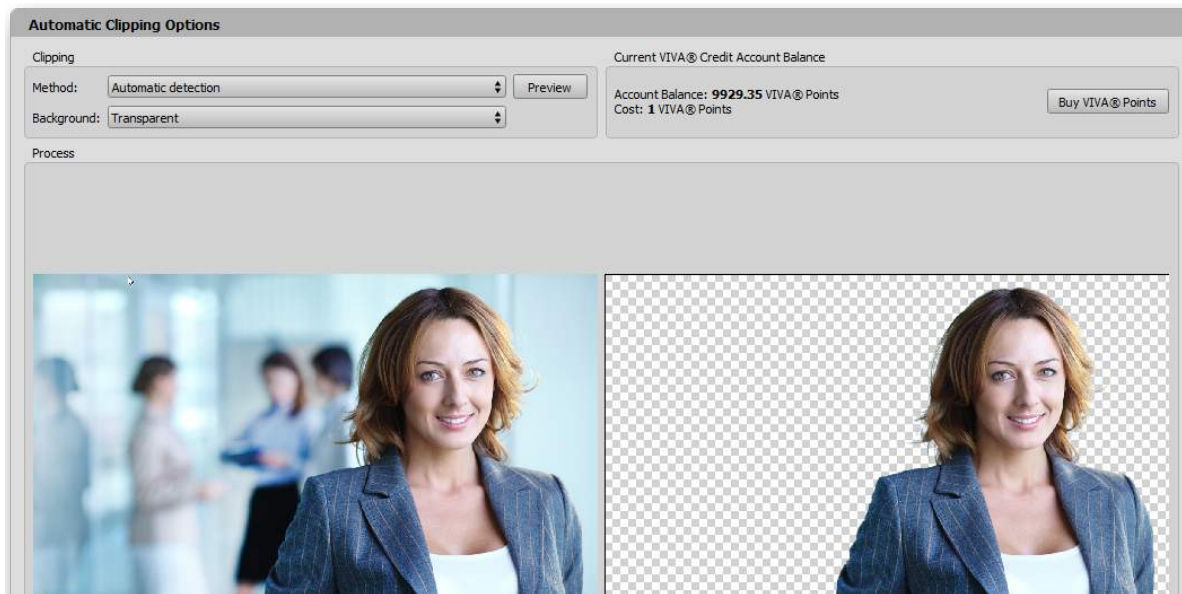 Automatic Clipping Options
Clipping
Method: Automatic detection Preview
Background: Transparent
Current VIVA® Credit Account Balance
Account Balance: 9929.35 VIVA® Points
Cost: 1 VIVA® Points
Buy VIVA® Points
Process